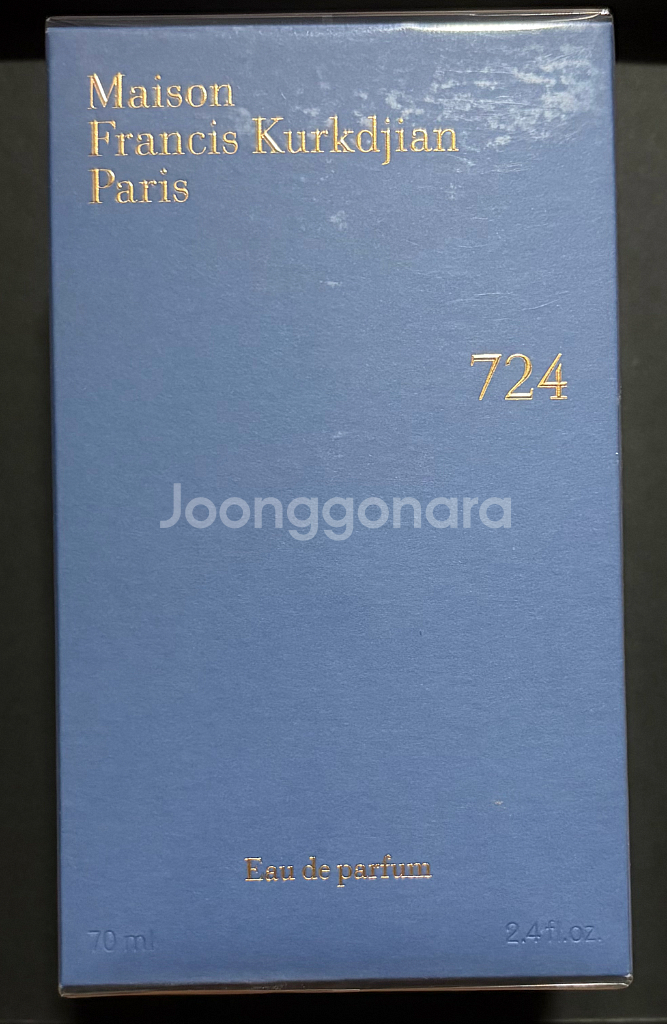 Maison
Francis Kurkdjian
Paris
724
Joonggonara
Eau de parfum
70 ml
2.4 fl.oz.